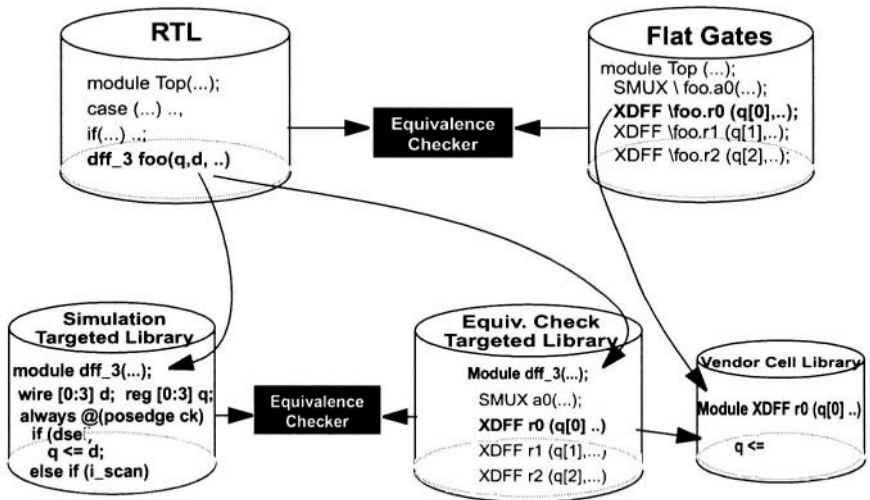 RTL
module Top(...);
case (...) ..,
if(...) ..;
dff_3 foo(q,d, ..)
Equivalence
Checker
Flat Gates
module Top (...);
SMUX \ foo.a0(...);
XDFF \foo.r0 (q[0],..);
XDFF \foo.r1 (q[1],..);
XDFF \foo.r2 (q[2],..);
Simulation
Targeted Library
module dff_3(...);
wire [0:3] d; reg [0:3] q;
always @(posedge ck)
if (dse
q <= d;
else if (i_scan)
Equivalence
Checker
Equiv. Check
Targeted Library
Module dff_3(...);
SMUX a0(...);
XDFF r0 (q[0] ..)
XDFF r1 (q[1],...)
XDFF r2 (q[2],...)
Vendor Cell Library
Module XDFF r0 (q[0] ..)
q <=